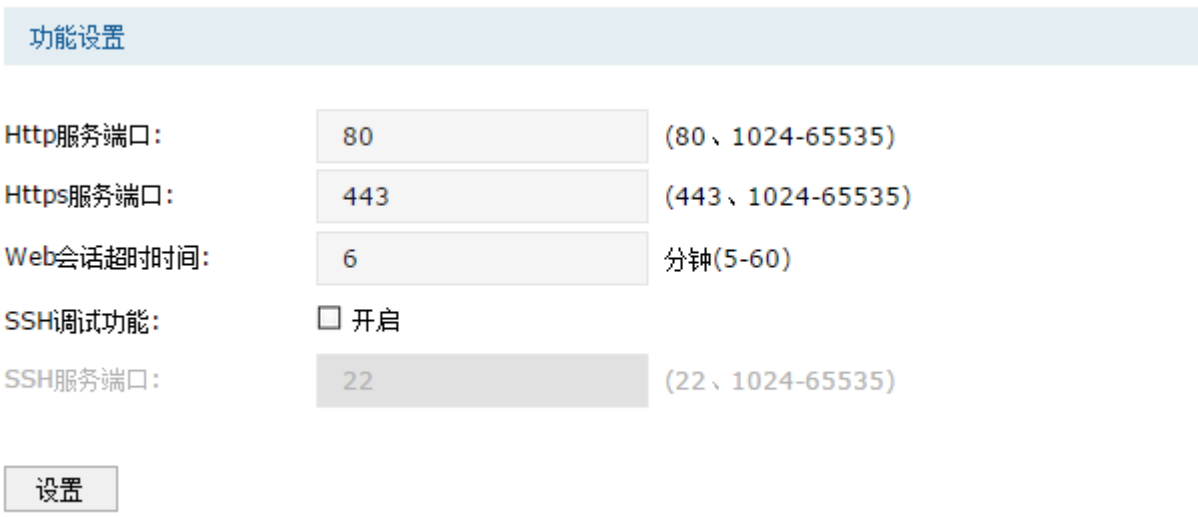 功能设置
Http服务端口: 80 (80、1024-65535)
Https服务端口: 443 (443、1024-65535)
Web会话超时时间: 6 分钟(5-60)
SSH调试功能: 开启
SSH服务端口: 22 (22、1024-65535)
设置